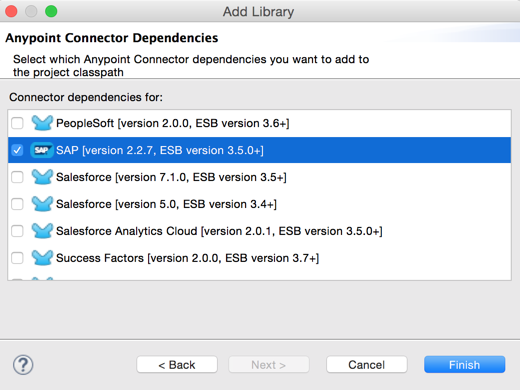 Add Library
Anypoint Connector Dependencies
Select which Anypoint Connector dependencies you want to add to
the project classpath
Connector dependencies for:
PeopleSoft [version 2.0.0, ESB version 3.6+]
SAP SAP [version 2.2.7, ESB version 3.5.0+]
Salesforce [version 7.1.0, ESB version 3.5+]
Salesforce [version 5.0, ESB version 3.4+]
Salesforce Analytics Cloud [version 2.0.1, ESB version 3.5.0+]
Success Factors [version 2.0.0, ESB version 3.7+]
? < Back Next > Cancel Finish